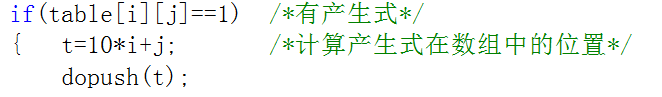 if(table[i][j]==1) /*有产生式*/
{ t=10*i+j; /*计算产生式在数组中的位置*/
dopush(t);